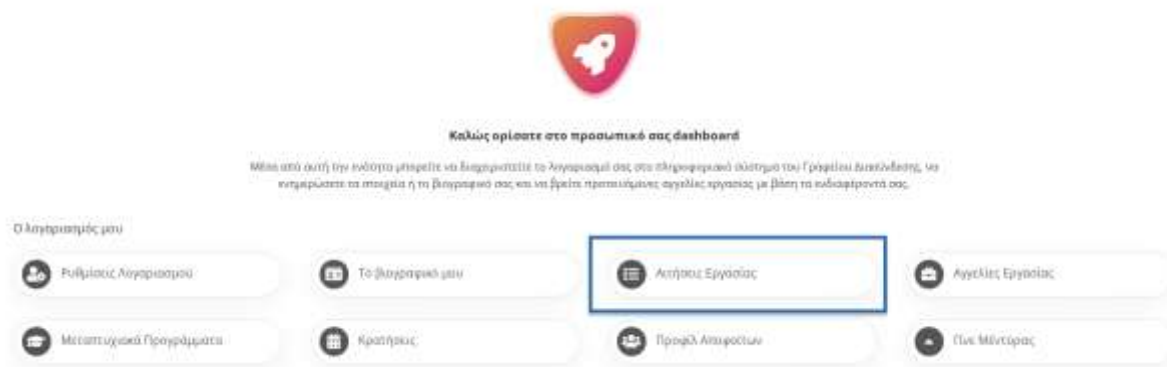 Καλώς ορίσατε στο προσωπικό σας dashboard
Μέσα από αυτή την ενότητα μπορείτε να διαχειριστείτε το λογαριασμό σας στο πληροφοριακό σύστημα του Γραφείου Διασύνδεσης, να
ενημερώσετε τα στοιχεία ή το βιογραφικό σας και να βρείτε προτεινόμενες αγγελίες εργασίας με βάση τα ενδιαφέροντά σας.
Ο λογαριασμός μου
Ρυθμίσεις Λογαριασμού
Το βιογραφικό μου
Αιτήσεις Εργασίας
Αγγελίες Εργασίας
Μεταπτυχιακά Προγράμματα
Κρατήσεις
Προφίλ Αποφοίτων
Γίνε Μέντορας